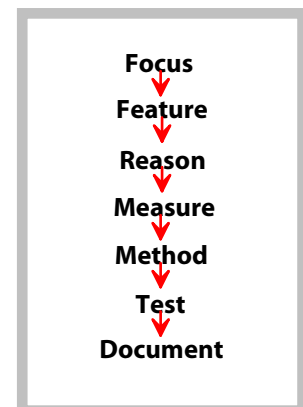 Focus
Feature
Reason
Measure
Method
Test
Document